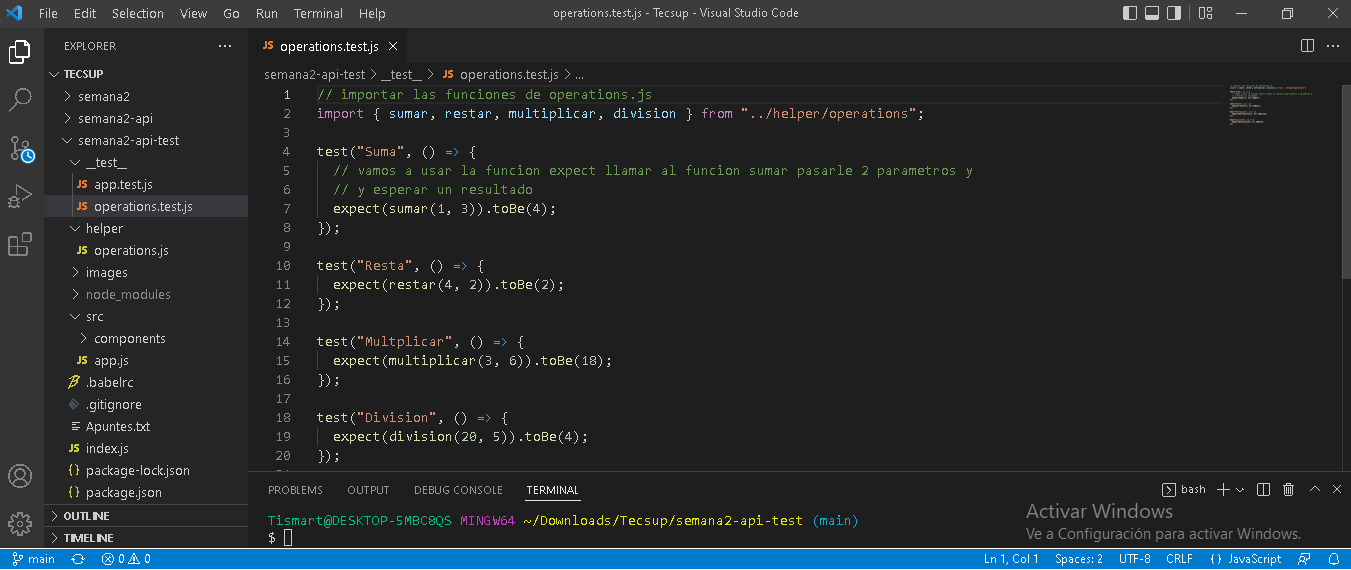 File Edit Selection View Go Run Terminal Help operations.test.js - Tecsup - Visual Studio Code
EXPLORER
TECSUP
semana2
semana2-api
semana2-api-test
__test__
JS app.test.js
JS operations.test.js
helper
JS operations.js
images
node_modules
src
components
JS app.js
.babelrc
.gitignore
Apuntes.txt
JS index.js
{} package-lock.json
{} package.json
OUTLINE
TIMELINE
JS operations.test.js
semana2-api-test > __test__ > JS operations.test.js > ...
1 // importar las funciones de operations.js
2 import { sumar, restar, multiplicar, division } from "../helper/operations";
3
4 test("Suma", () => {
5 // vamos a usar la funcion expect llamar al funcion sumar pasarle 2 parametros y
6 // y esperar un resultado
7 expect(sumar(1, 3)).toBe(4);
8 });
9
10 test("Resta", () => {
11 expect(restar(4, 2)).toBe(2);
12 });
13
14 test("Multplicar", () => {
15 expect(multiplicar(3, 6)).toBe(18);
16 });
17
18 test("Division", () => {
19 expect(division(20, 5)).toBe(4);
20 });
PROBLEMS OUTPUT DEBUG CONSOLE TERMINAL bash
Tismart@DESKTOP-5MBC8QS MINGW64 ~/Downloads/Tecsup/semana2-api-test (main)
$
Activar Windows
Ve a Configuración para activar Windows.
main 0 0 Ln 1, Col 1 Spaces: 2 UTF-8 CRLF {} JavaScript